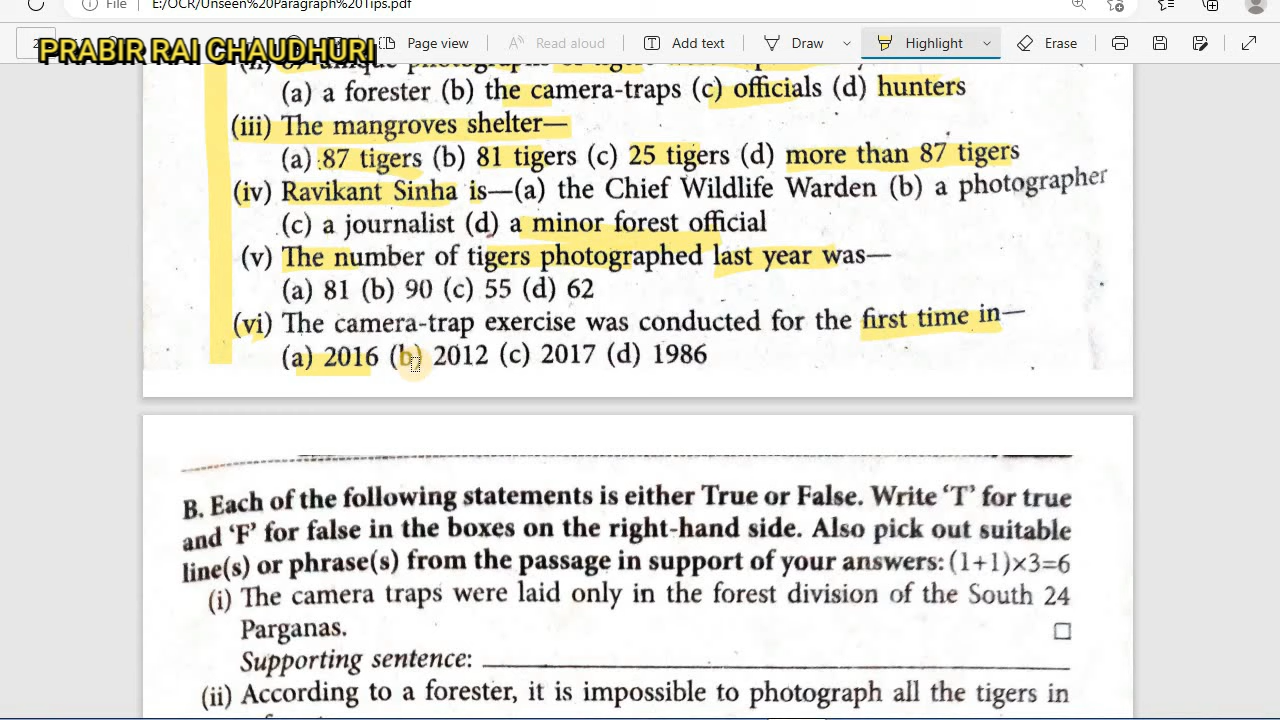 File E:/OCR/Unseen%20Paragraph%20Tips.pdf
PRABIR RAI CHAUDHURI
Page view Read aloud Add text Draw Highlight Erase
(a) a forester (b) the camera-traps (c) officials (d) hunters
(iii) The mangroves shelter—
(a) 87 tigers (b) 81 tigers (c) 25 tigers (d) more than 87 tigers
(iv) Ravikant Sinha is—(a) the Chief Wildlife Warden (b) a photographer
(c) a journalist (d) a minor forest official
(v) The number of tigers photographed last year was—
(a) 81 (b) 90 (c) 55 (d) 62
(vi) The camera-trap exercise was conducted for the first time in—
(a) 2016 (b) 2012 (c) 2017 (d) 1986
B. Each of the following statements is either True or False. Write ‘T’ for true
and ‘F’ for false in the boxes on the right-hand side. Also pick out suitable
line(s) or phrase(s) from the passage in support of your answers: (1+1)×3=6
(i) The camera traps were laid only in the forest division of the South 24
Parganas.
Supporting sentence:
(ii) According to a forester, it is impossible to photograph all the tigers in